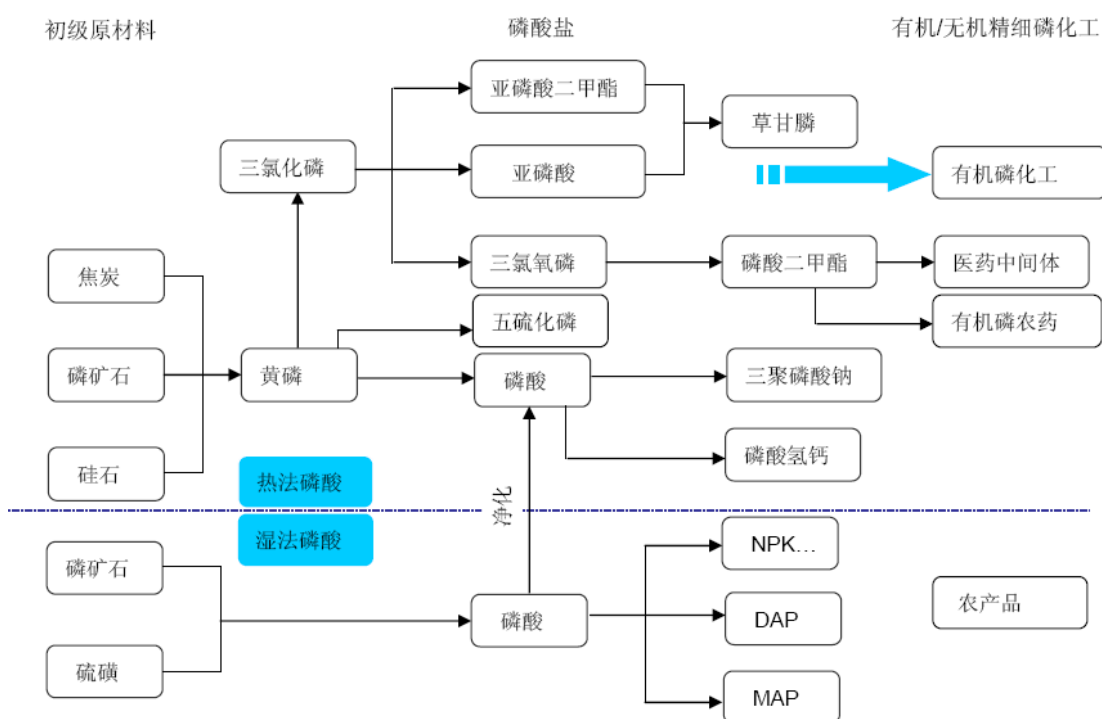 初级原材料
磷酸盐
有机/无机精细磷化工
亚磷酸二甲酯
草甘膦
三氯化磷
亚磷酸
有机磷化工
焦炭
三氯氧磷
磷酸二甲酯
医药中间体
五硫化磷
有机磷农药
磷矿石
黄磷
磷酸
三聚磷酸钠
硅石
热法磷酸
磷酸氢钙
净化
湿法磷酸
磷矿石
NPK...
磷酸
DAP
农产品
硫磺
MAP